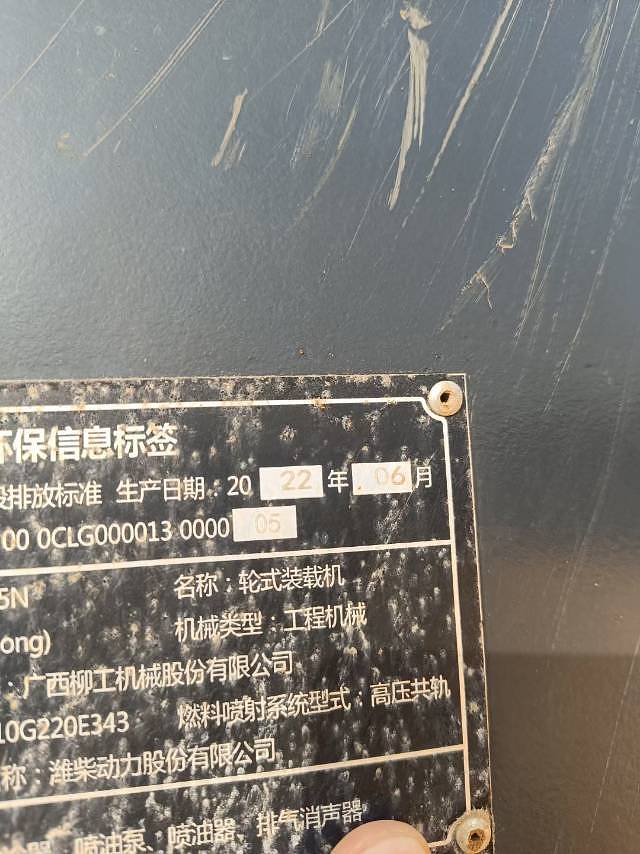 环保信息标签
段排放标准 生产日期：20 22 年 06 月
00 0CLG000013 0000 05
5N 名称：轮式装载机
ong) 机械类型：工程机械
：广西柳工机械股份有限公司
10G220E343 燃料喷射系统型式：高压共轨
称：潍柴动力股份有限公司
喷油泵、喷油器、排气消声器